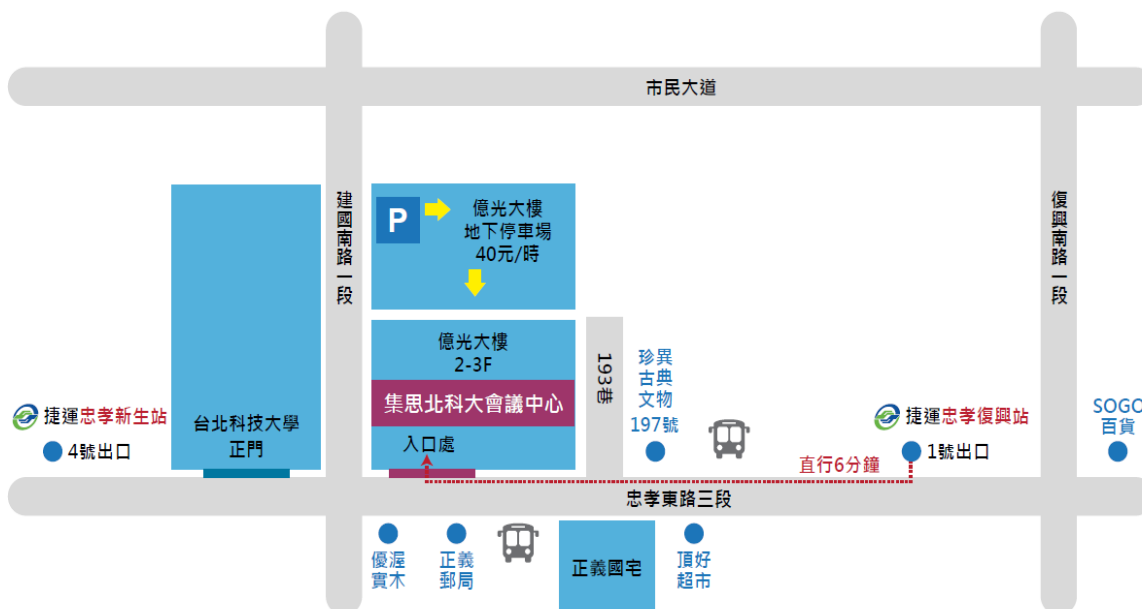 市民大道
建國南路一段
復興南路一段
P
億光大樓
地下停車場
40元/時
億光大樓
2-3F
集思北科大會議中心
入口處
193巷
珍異
古典
文物
197號
捷運忠孝新生站
4號出口
台北科技大學
正門
捷運忠孝復興站
1號出口
SOGO
百貨
直行6分鐘
忠孝東路三段
優渥
實木
正義
郵局
正義國宅
頂好
超市